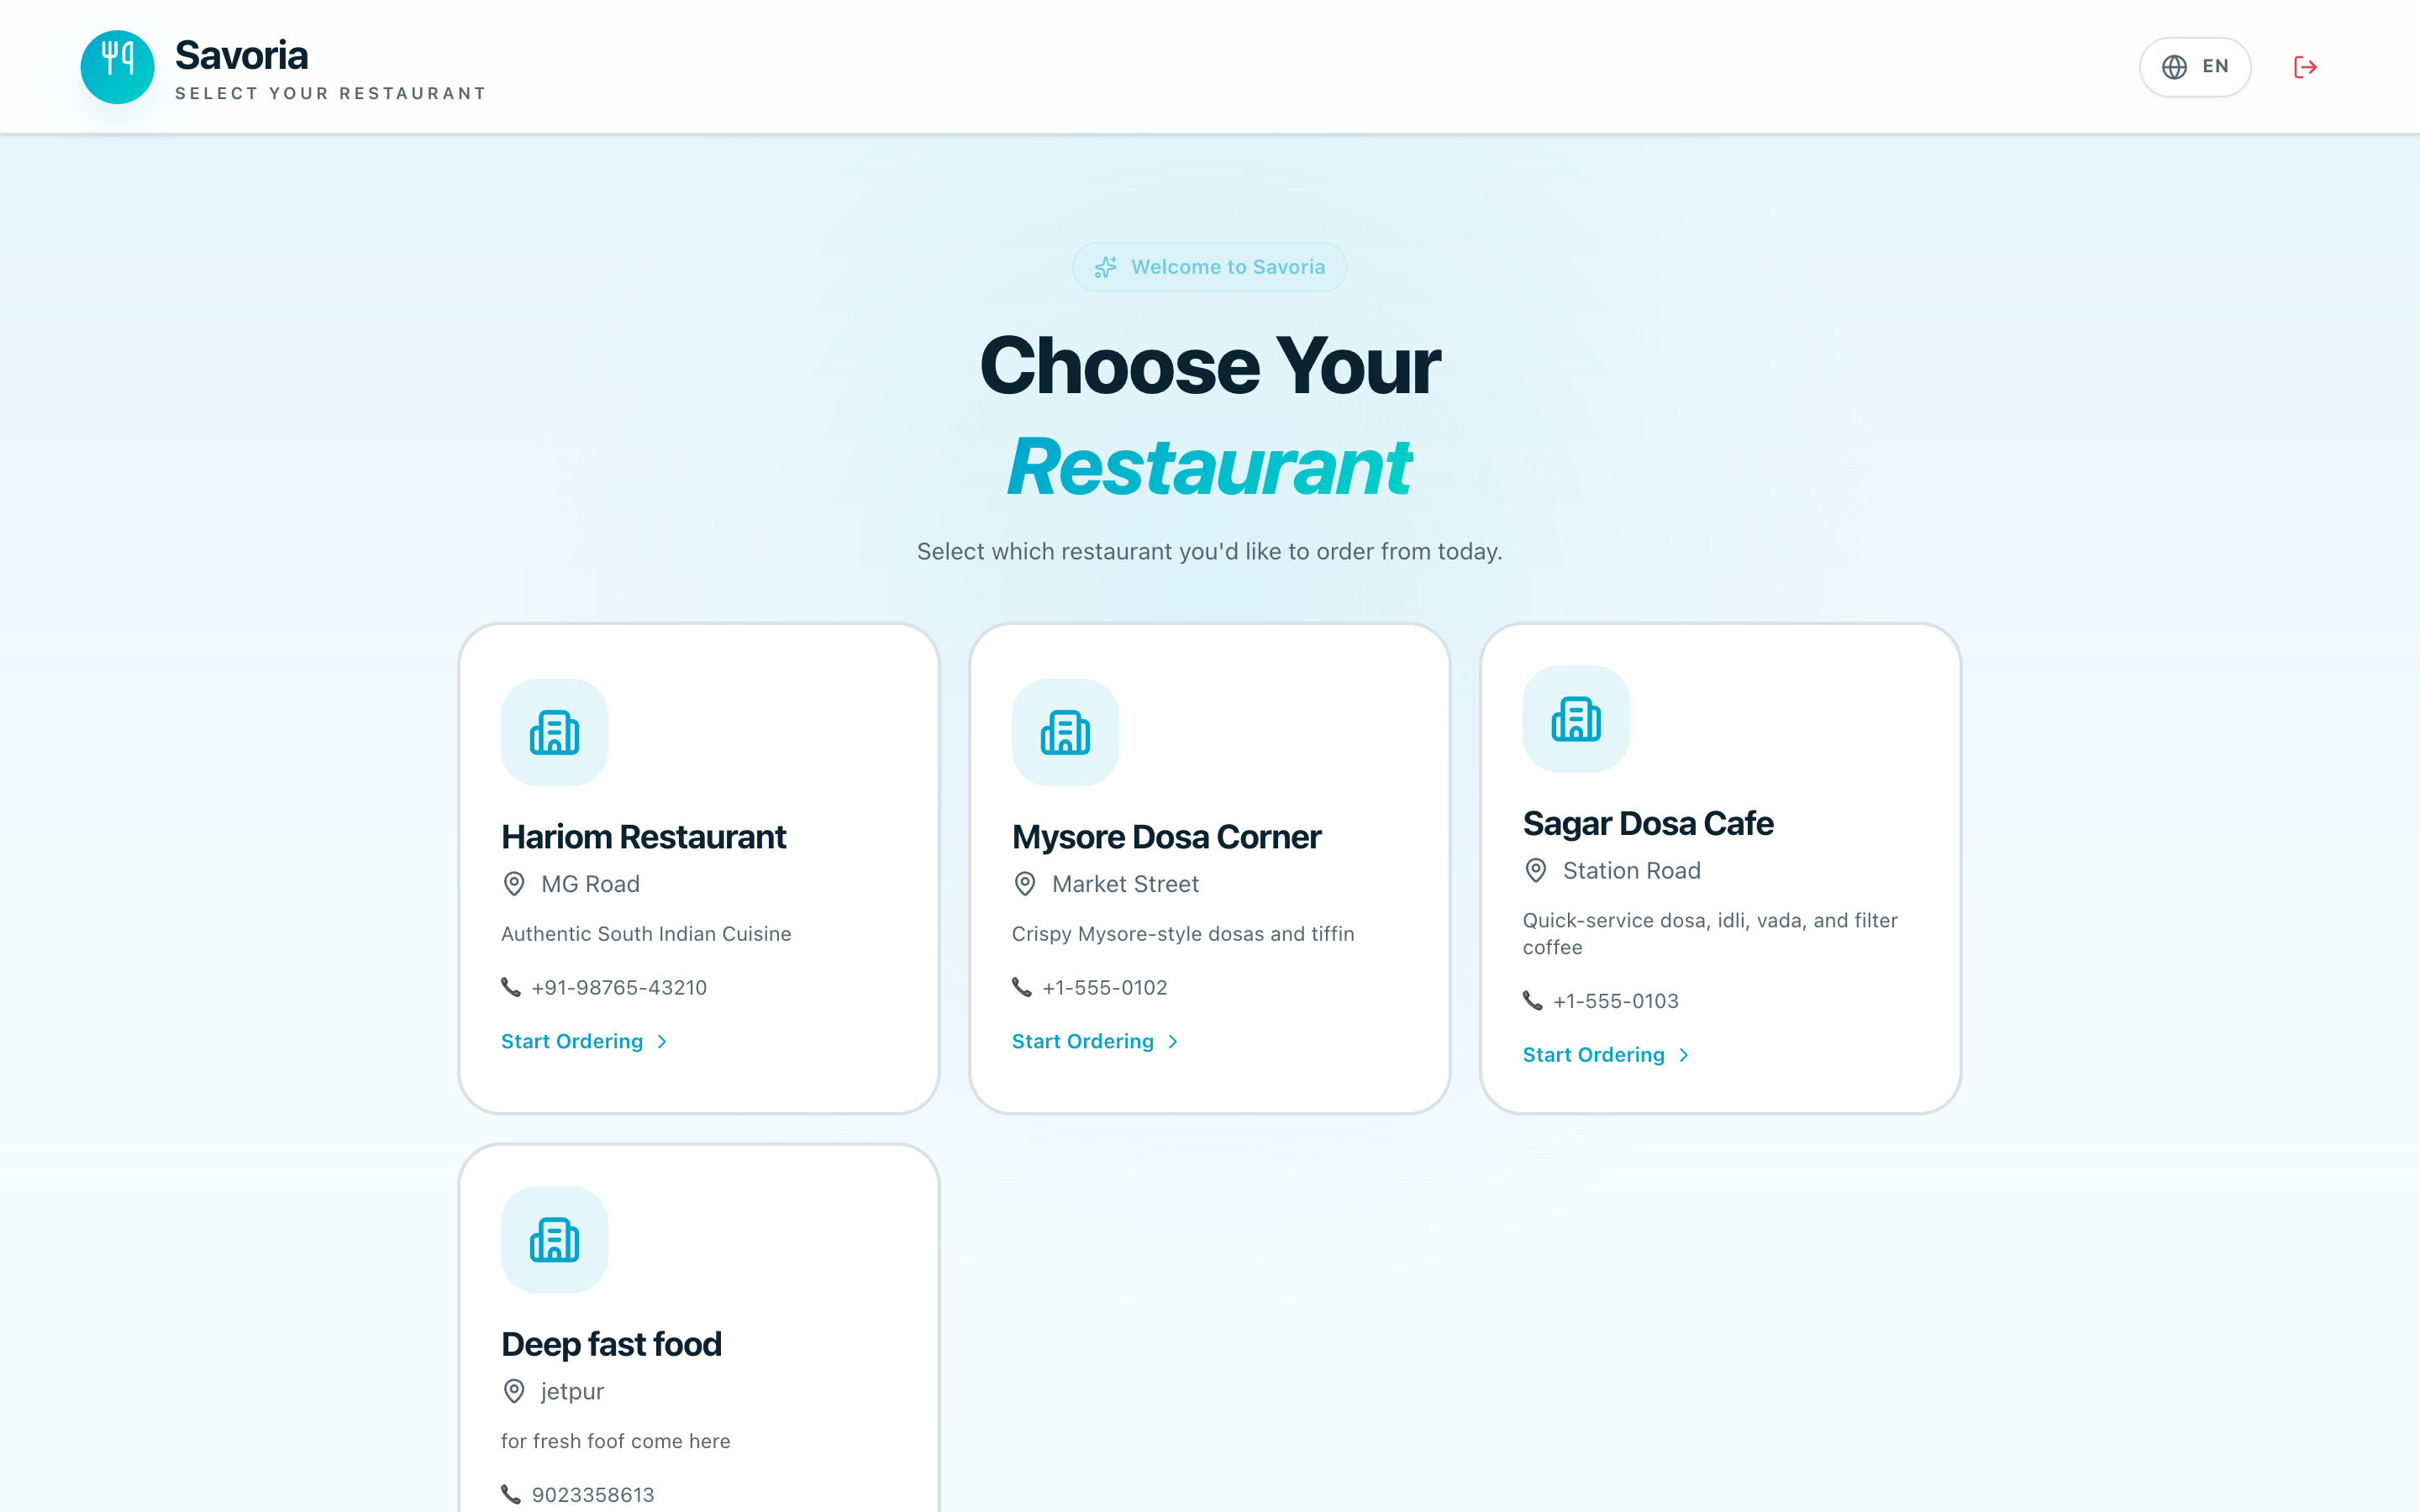 Savoria
SELECT YOUR RESTAURANT
EN
Welcome to Savoria
Choose Your
Restaurant
Select which restaurant you'd like to order from today.
Hariom Restaurant
MG Road
Authentic South Indian Cuisine
+91-98765-43210
Start Ordering
Mysore Dosa Corner
Market Street
Crispy Mysore-style dosas and tiffin
+1-555-0102
Start Ordering
Sagar Dosa Cafe
Station Road
Quick-service dosa, idli, vada, and filter
coffee
+1-555-0103
Start Ordering
Deep fast food
jetpur
for fresh foof come here
9023358613